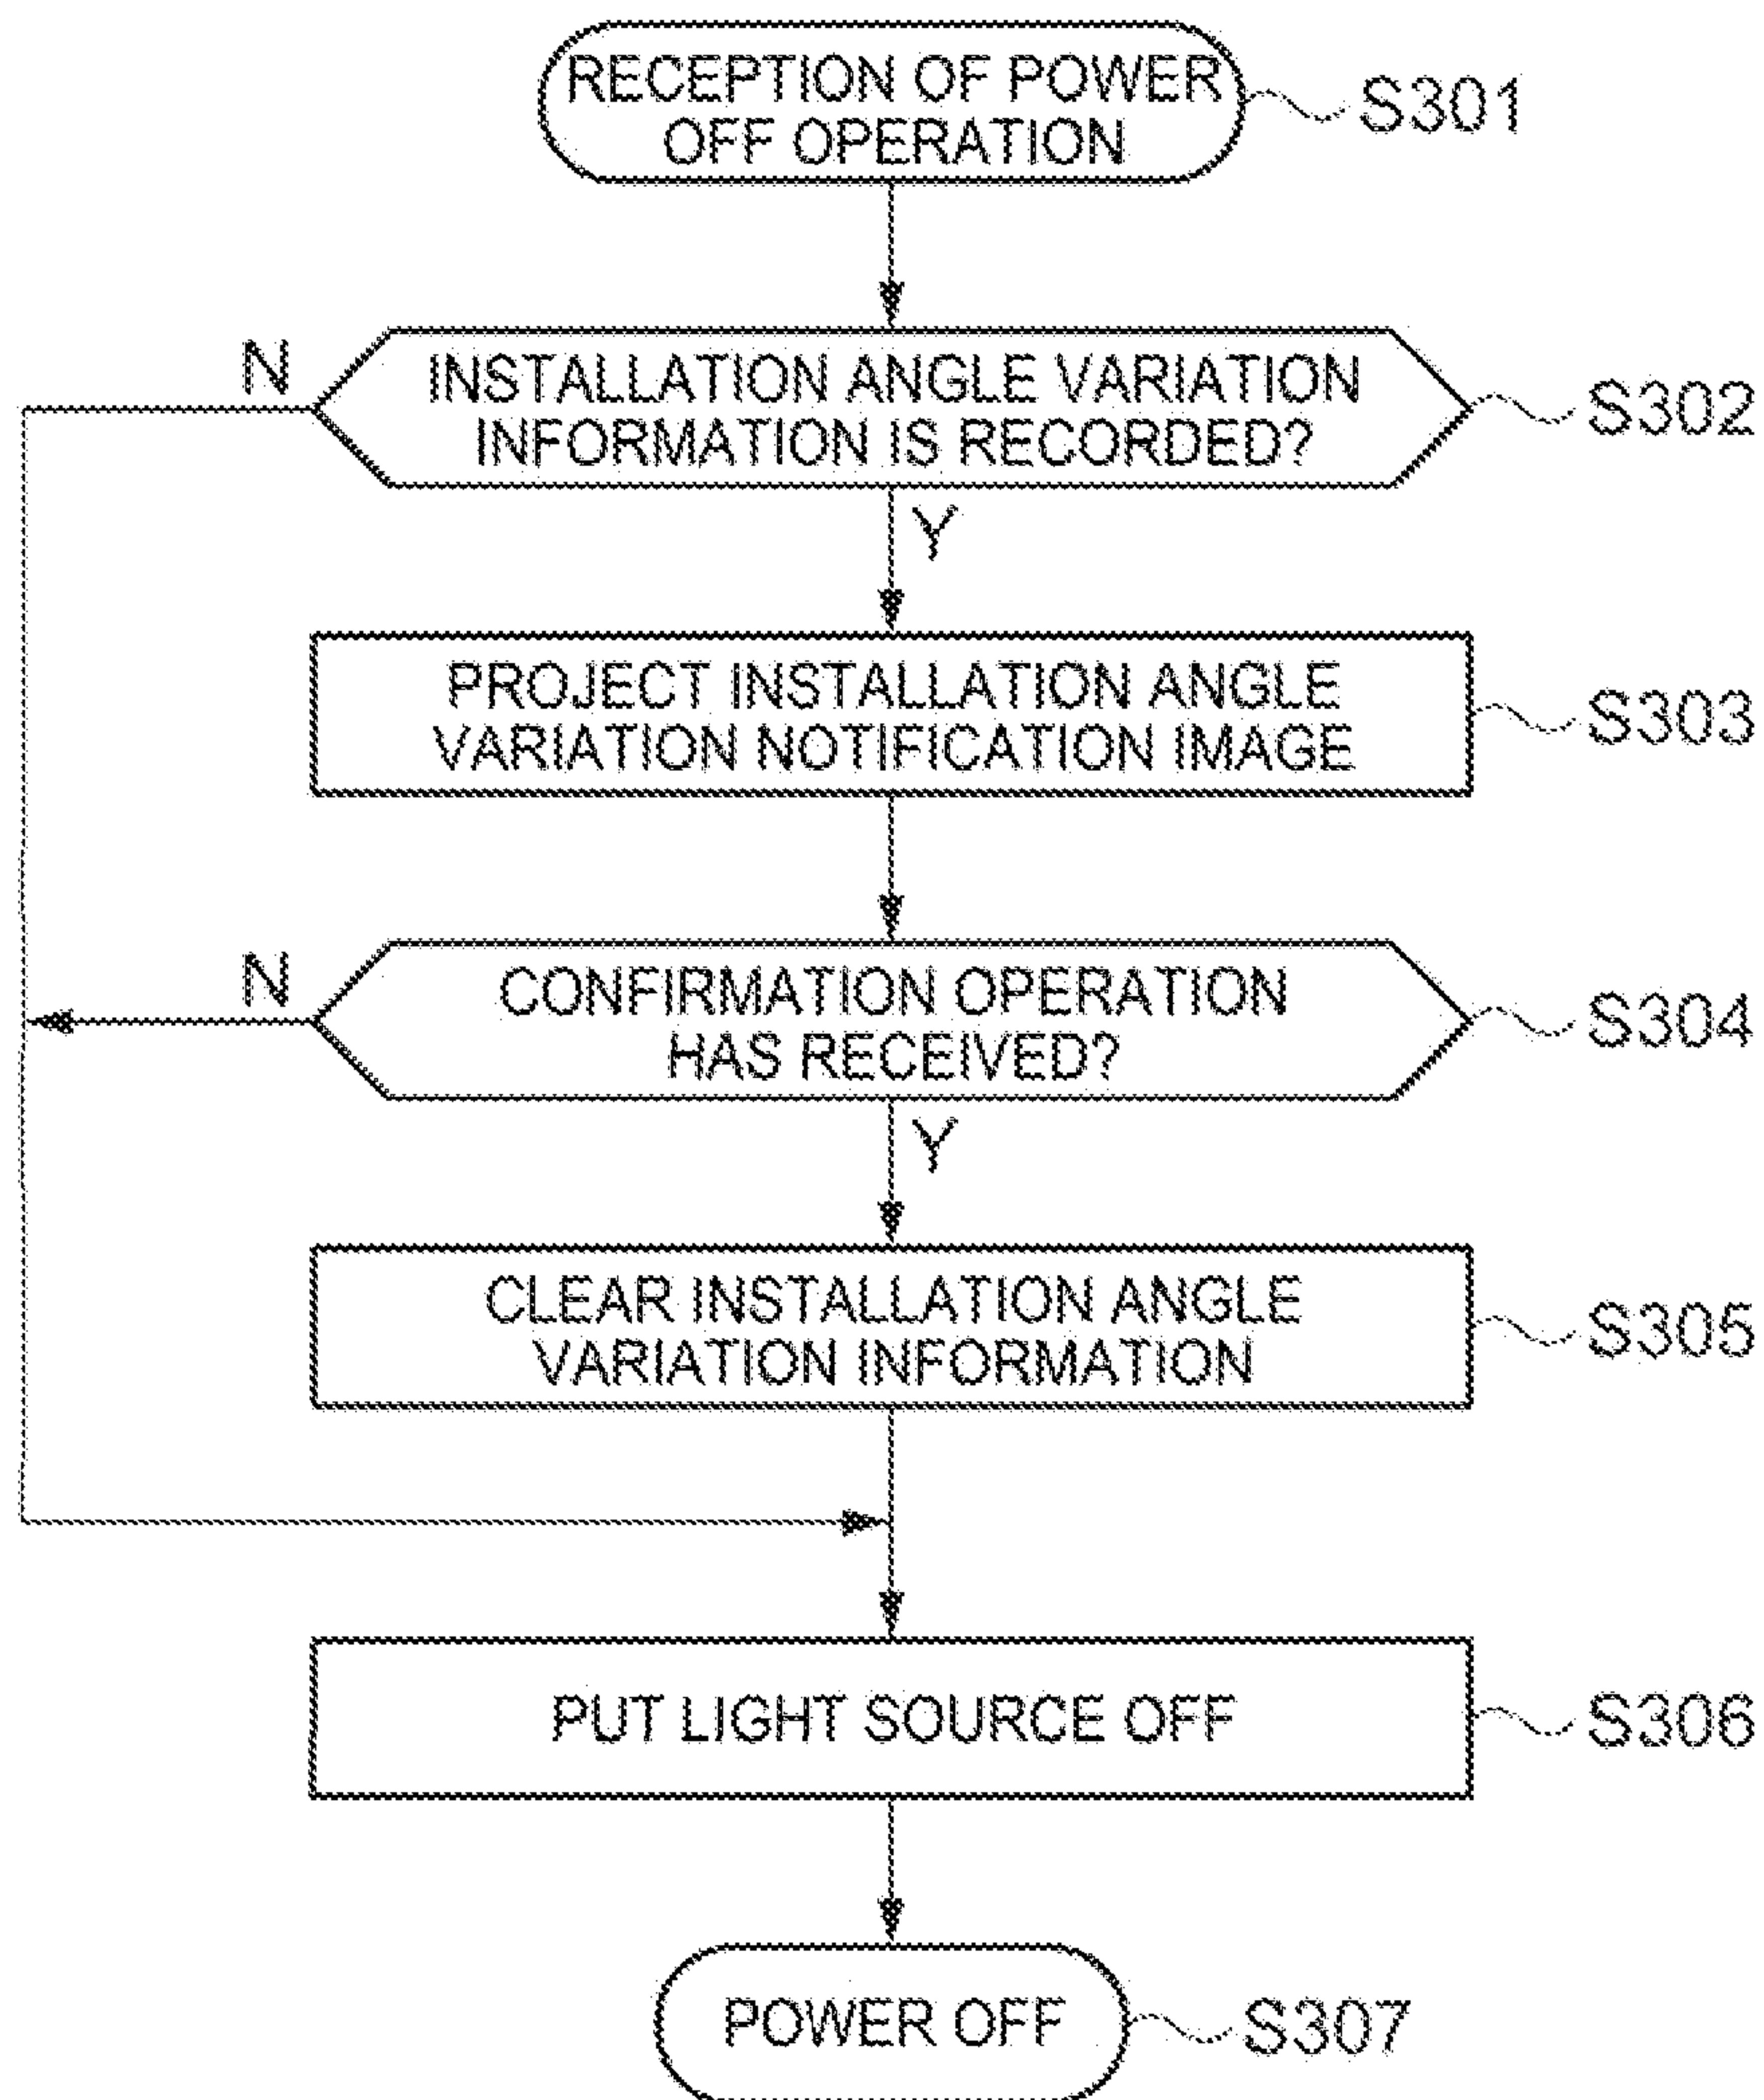 RECEPTION OF POWER
OFF OPERATION
S301
N
INSTALLATION ANGLE VARIATION
INFORMATION IS RECORDED?
S302
Y
PROJECT INSTALLATION ANGLE
VARIATION NOTIFICATION IMAGE
S303
N
CONFIRMATION OPERATION
HAS RECEIVED?
S304
Y
CLEAR INSTALLATION ANGLE
VARIATION INFORMATION
S305
PUT LIGHT SOURCE OFF
S306
POWER OFF
S307